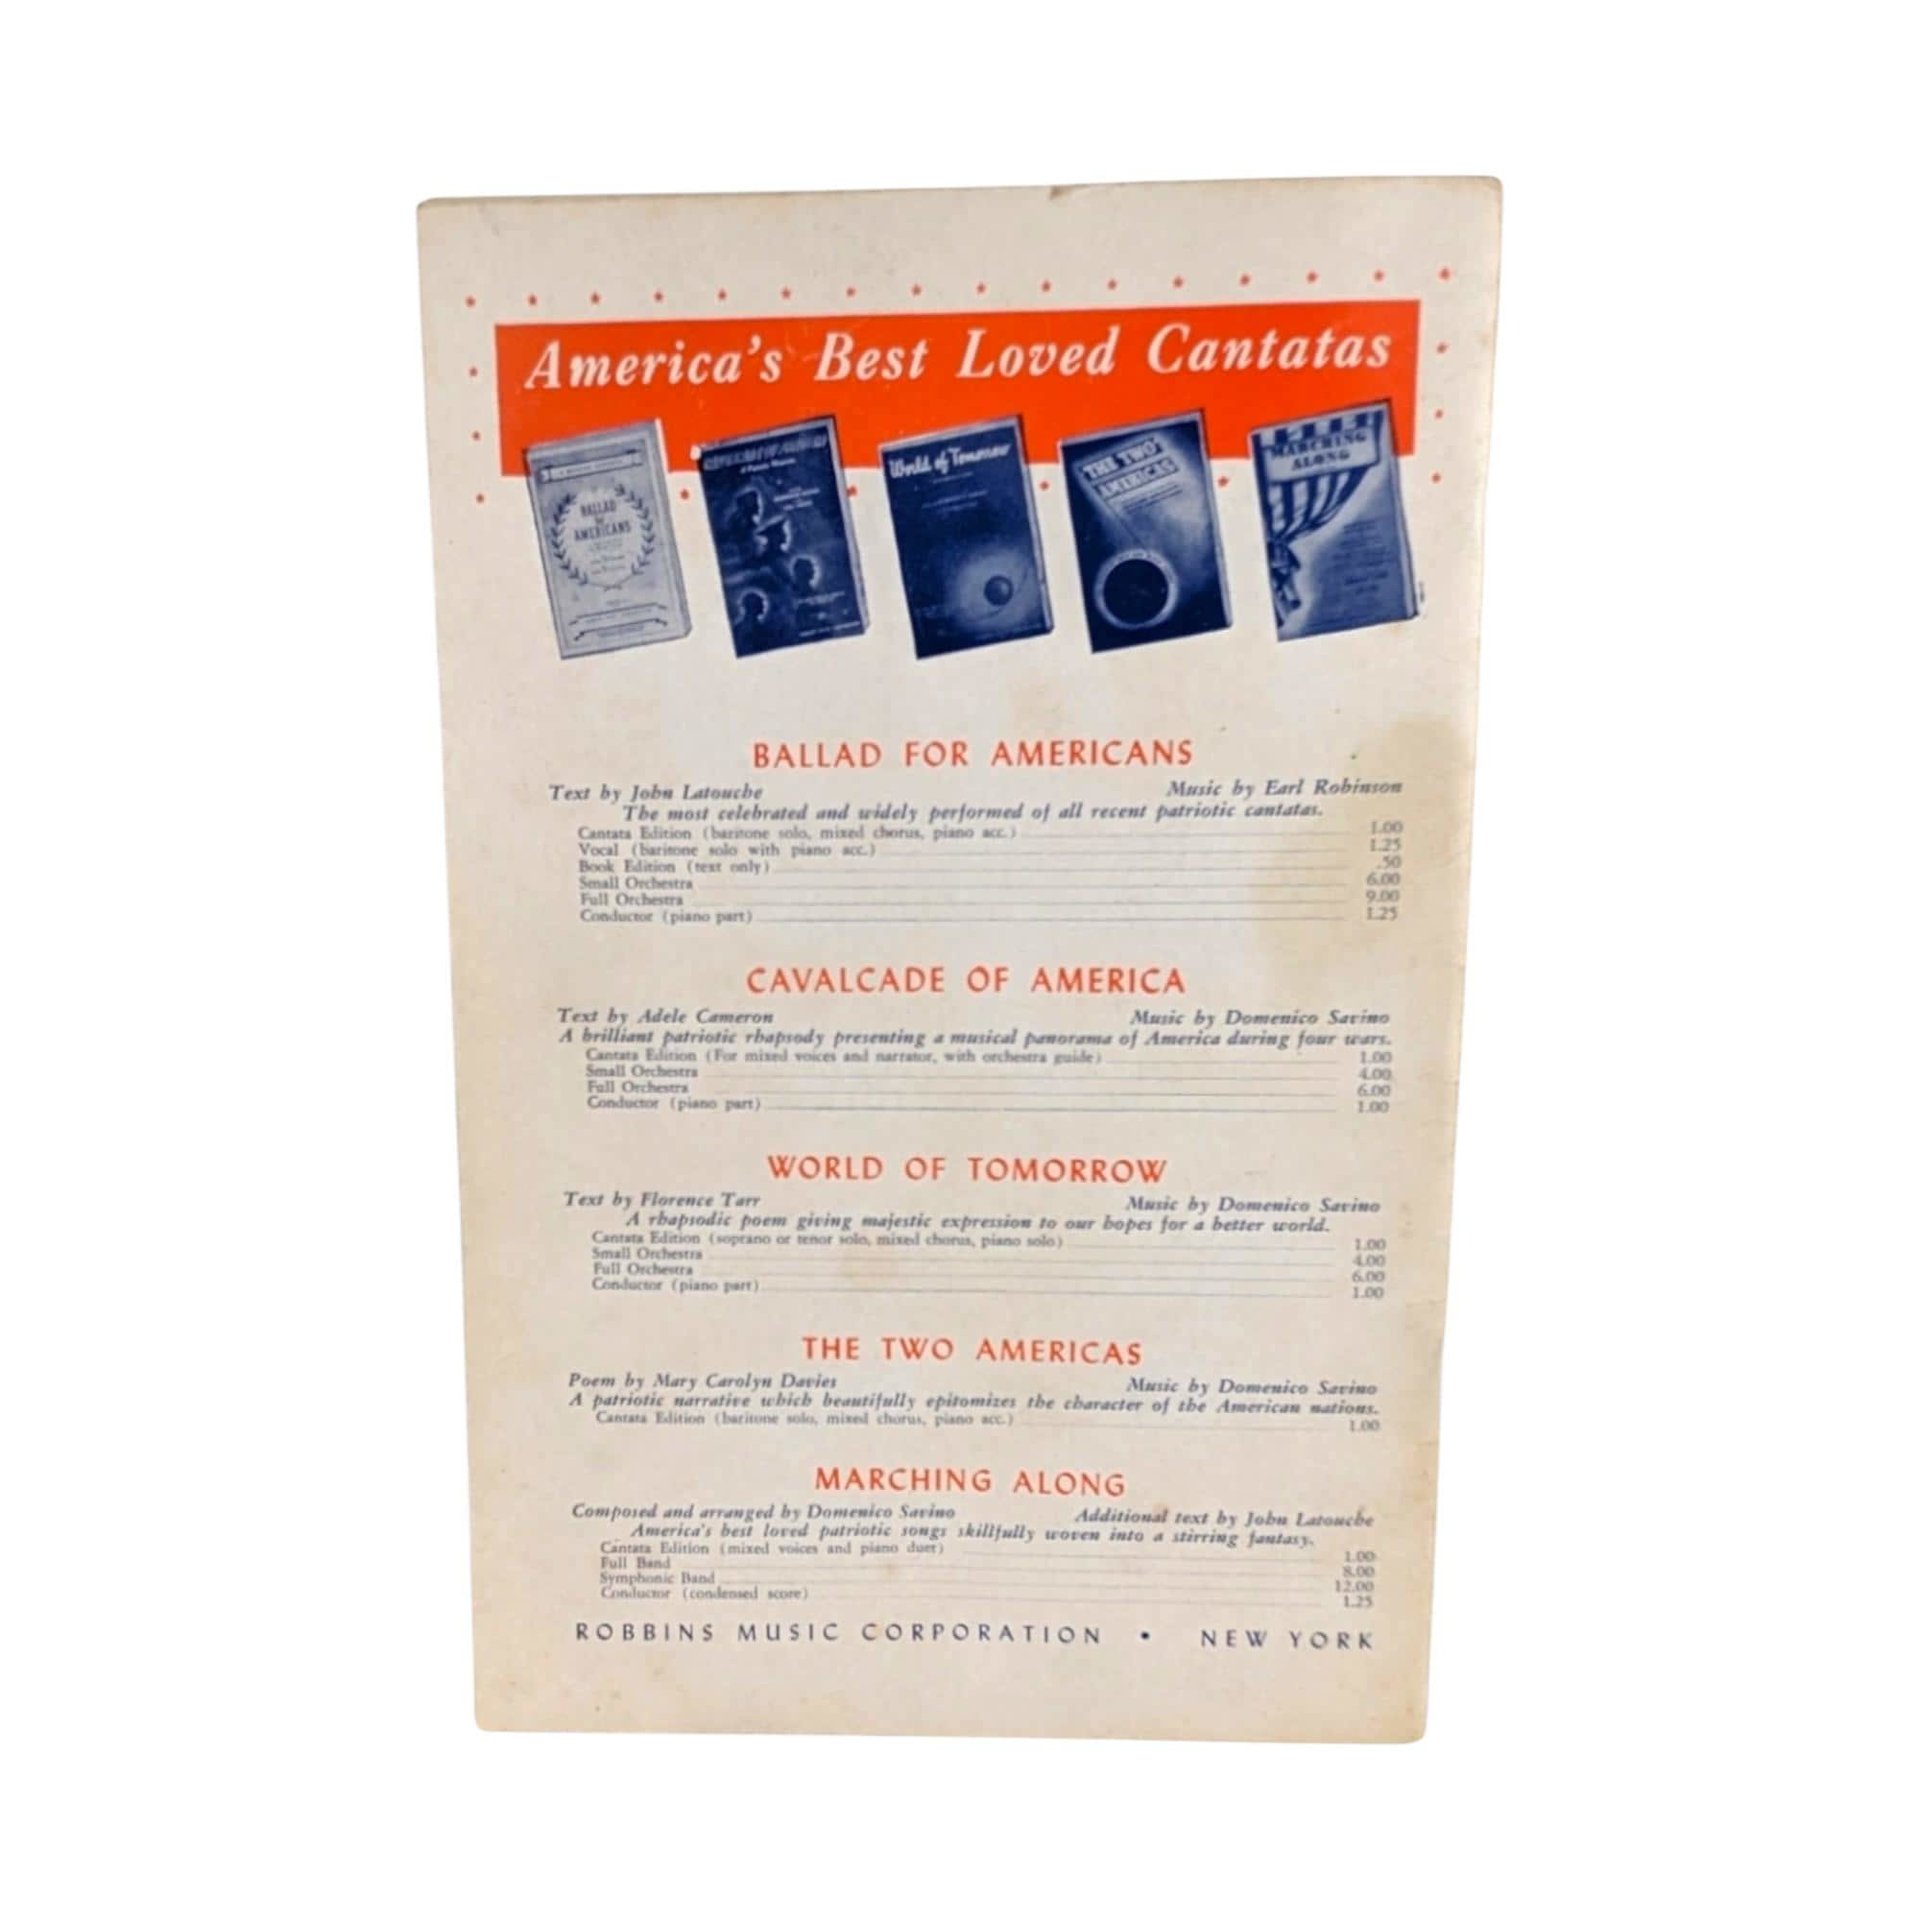 America's Best Loved Cantatas
BALLAD for AMERICANS
World of Tomorrow
THE TWO AMERICAS
MARCHING ALONG
BALLAD FOR AMERICANS
Text by John Latouche Music by Earl Robinson
The most celebrated and widely performed of all recent patriotic cantatas.
Cantata Edition (baritone solo, mixed chorus, piano acc.) 1.00
Vocal (baritone solo with piano acc.) 1.25
Book Edition (text only) .50
Small Orchestra 6.00
Full Orchestra 9.00
Conductor (piano part) 1.25
CAVALCADE OF AMERICA
Text by Adele Cameron Music by Domenico Savino
A brilliant patriotic rhapsody presenting a musical panorama of America during four wars.
Cantata Edition (For mixed voices and narrator, with orchestra guide) 1.00
Small Orchestra 4.00
Full Orchestra 6.00
Conductor (piano part) 1.00
WORLD OF TOMORROW
Text by Florence Tarr Music by Domenico Savino
A rhapsodic poem giving majestic expression to our hopes for a better world.
Cantata Edition (soprano or tenor solo, mixed chorus, piano solo) 1.00
Small Orchestra 4.00
Full Orchestra 6.00
Conductor (piano part) 1.00
THE TWO AMERICAS
Poem by Mary Carolyn Davies Music by Domenico Savino
A patriotic narrative which beautifully epitomizes the character of the American nations.
Cantata Edition (baritone solo, mixed chorus, piano acc.) 1.00
MARCHING ALONG
Composed and arranged by Domenico Savino Additional text by John Latouche
America's best loved patriotic songs skillfully woven into a stirring fantasy.
Cantata Edition (mixed voices and piano duet) 1.00
Full Band 8.00
Symphonic Band 12.00
Conductor (condensed score) 1.25
ROBBINS MUSIC CORPORATION • NEW YORK